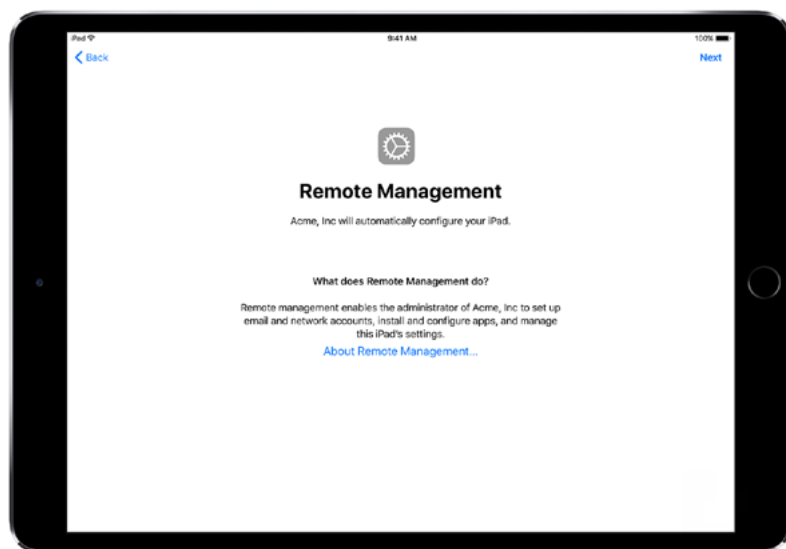 iPad
9:41 AM
100%
Back
Next
Remote Management
Acme, Inc will automatically configure your iPad.
What does Remote Management do?
Remote management enables the administrator of Acme, Inc to set up
email and network accounts, install and configure apps, and manage
this iPad's settings.
About Remote Management...